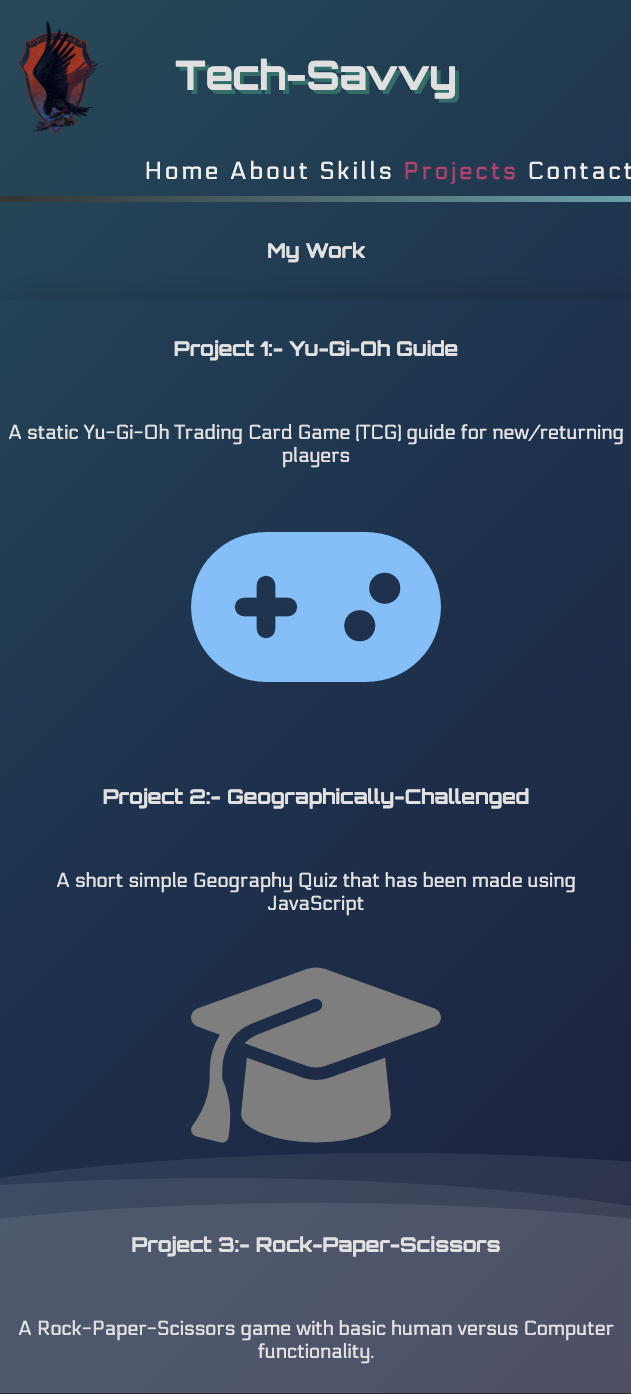 Tech-Savvy
Home About Skills Projects Contact
My Work
Project 1:- Yu-Gi-Oh Guide
A static Yu-Gi-Oh Trading Card Game (TCG) guide for new/returning
players
Project 2:- Geographically-Challenged
A short simple Geography Quiz that has been made using
JavaScript
Project 3:- Rock-Paper-Scissors
A Rock-Paper-Scissors game with basic human versus Computer
functionality.